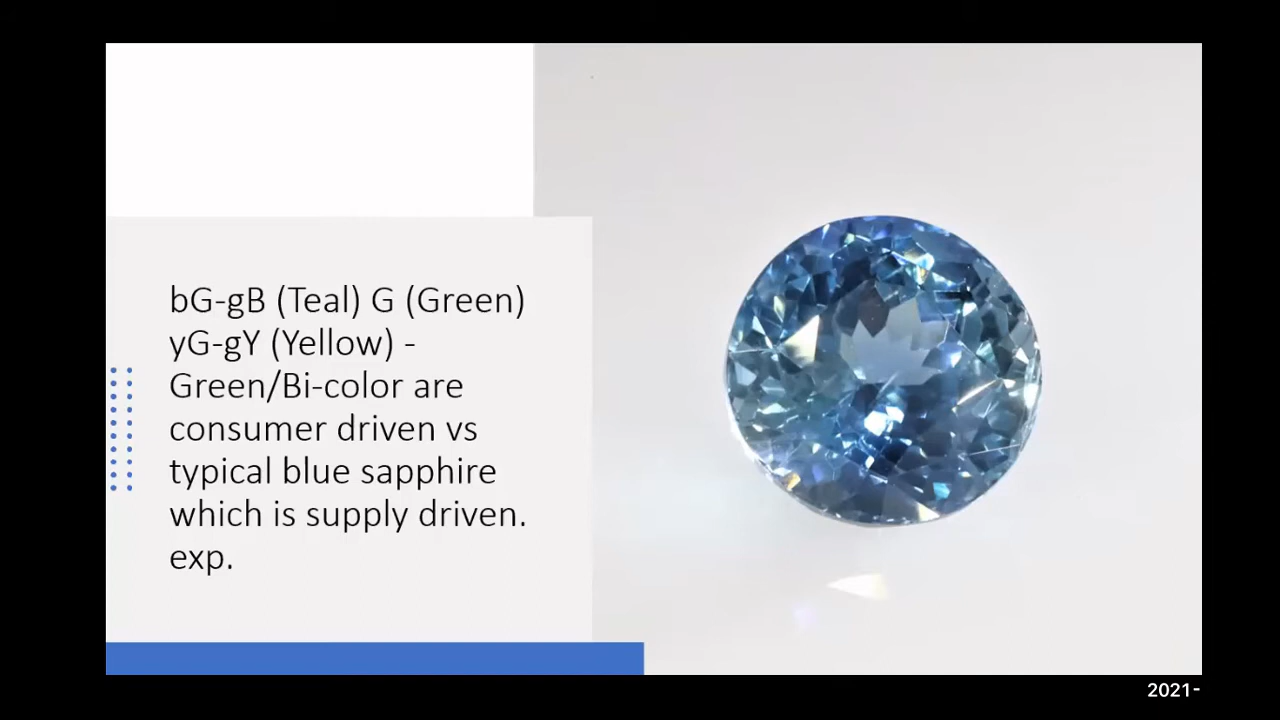 bG-gB (Teal) G (Green)
yG-gY (Yellow) -
Green/Bi-color are
consumer driven vs
typical blue sapphire
which is supply driven.
exp.
2021-